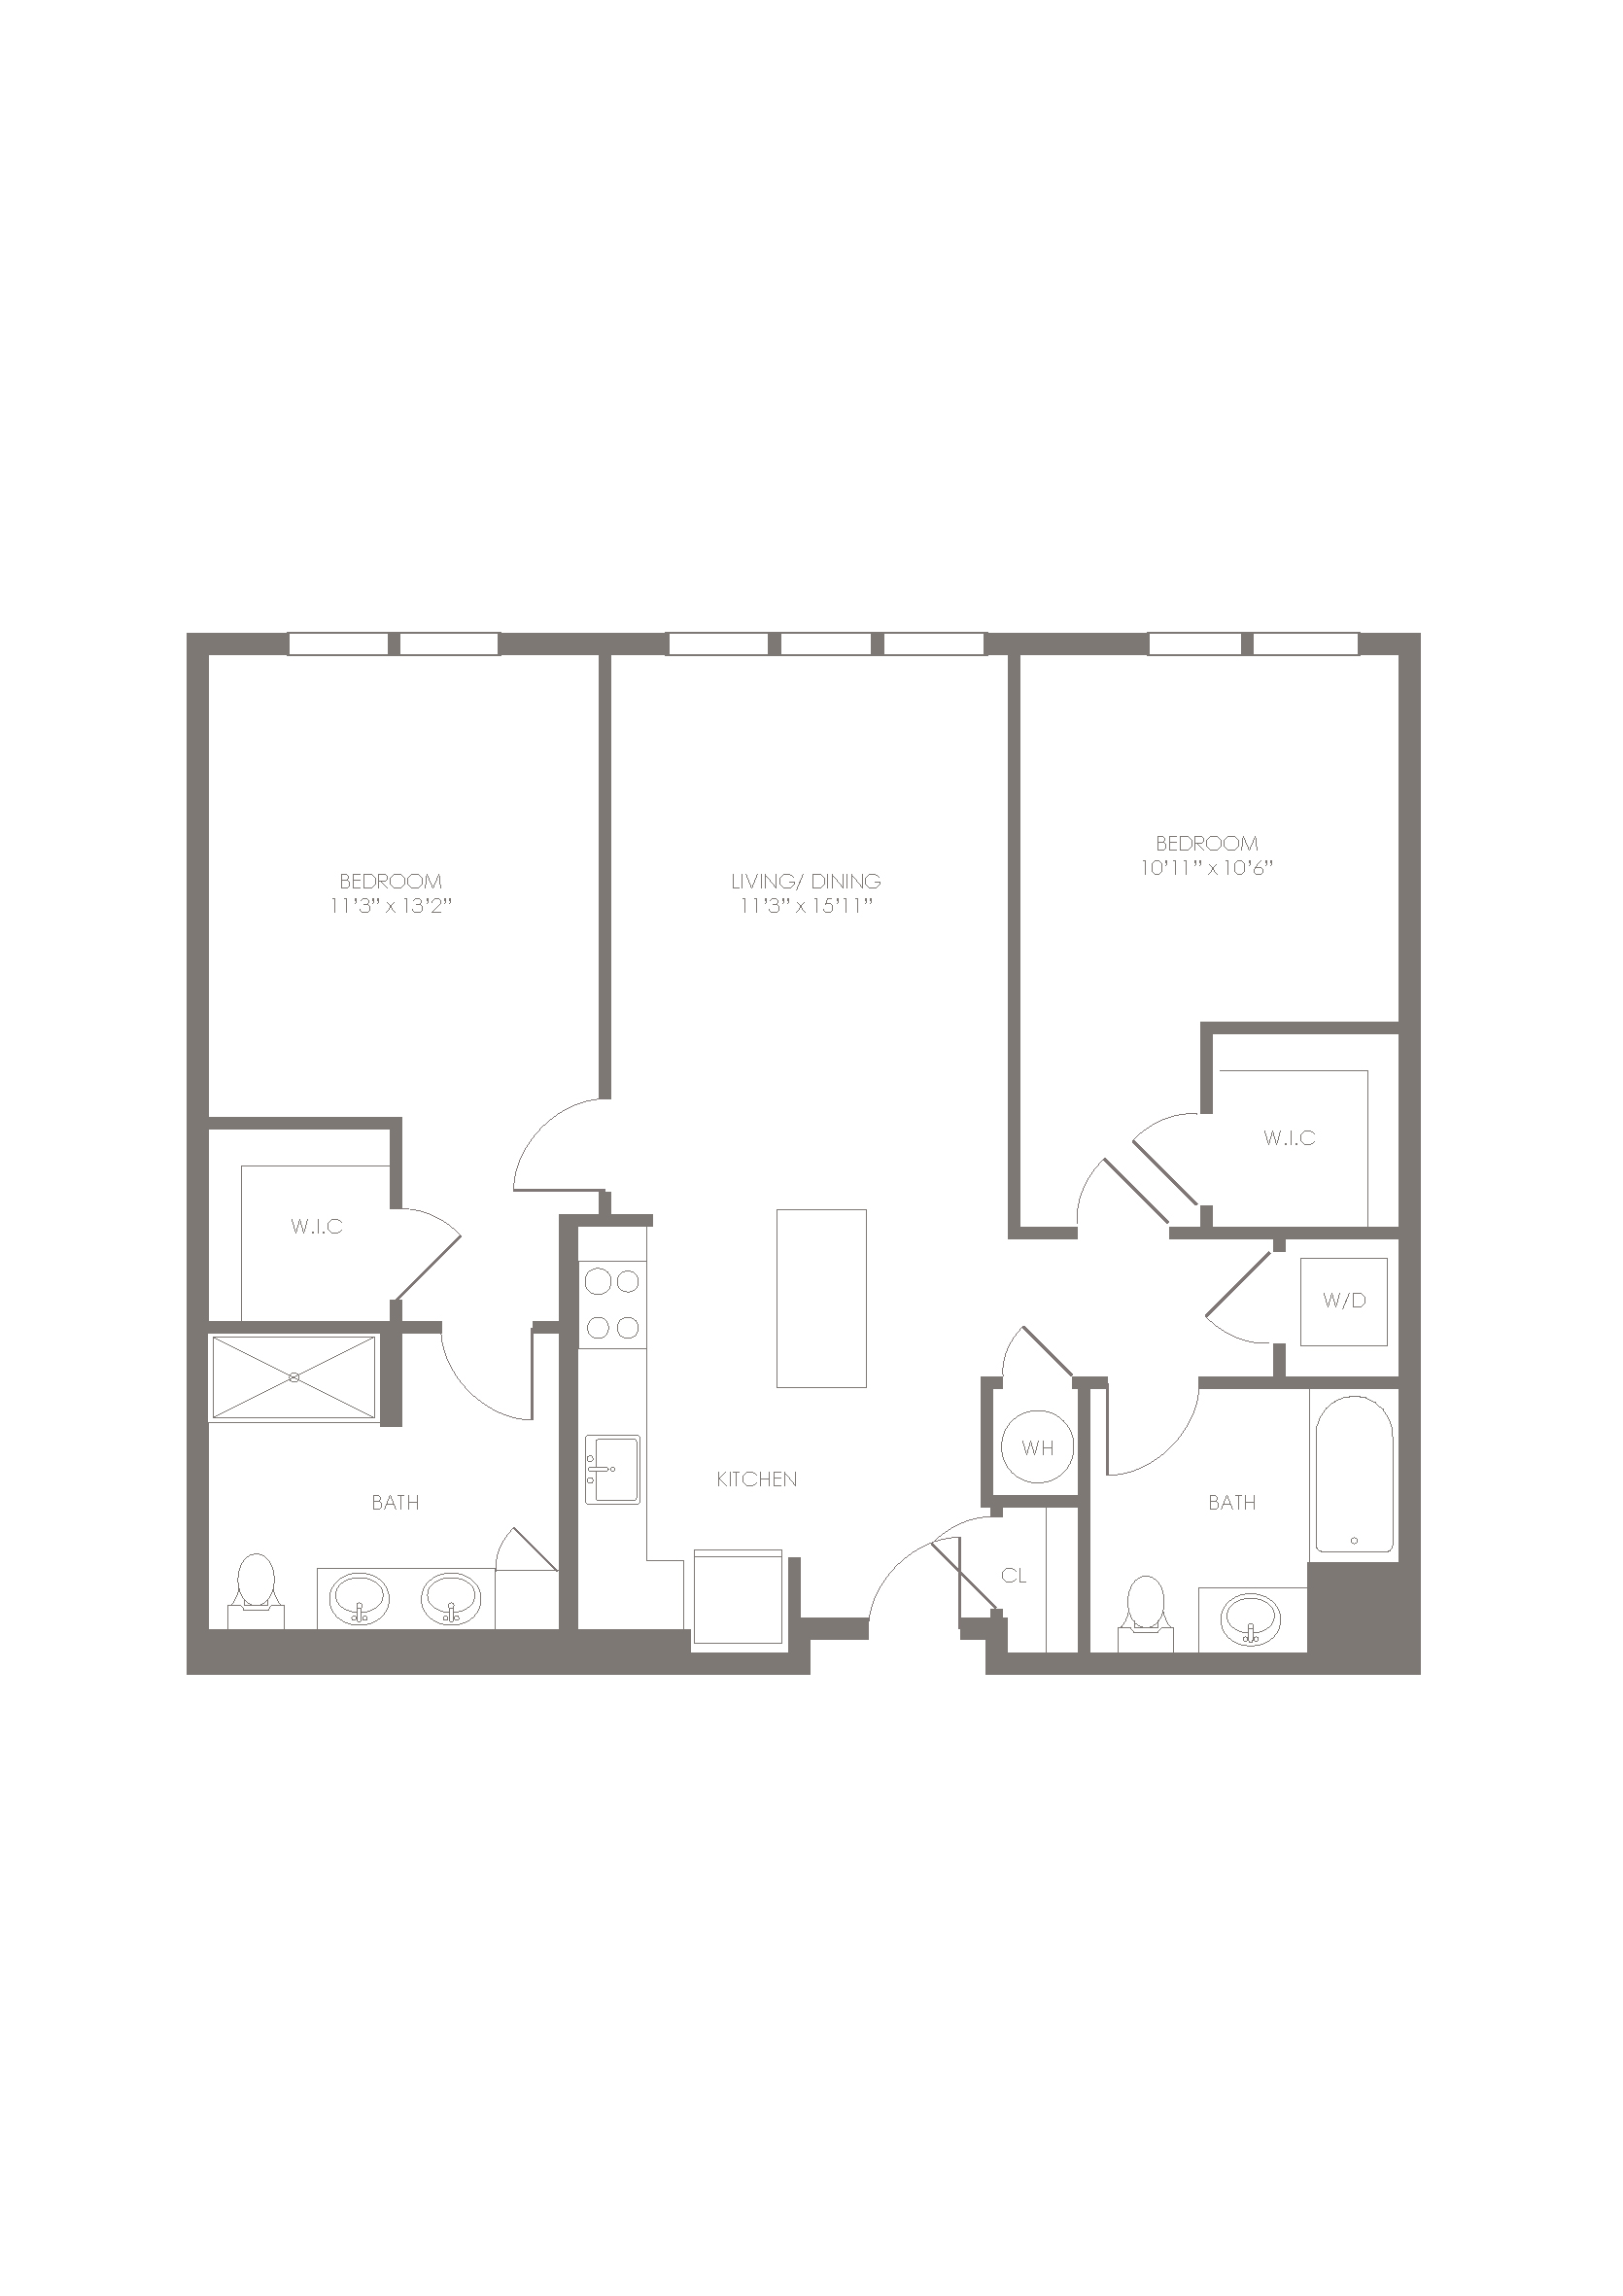 BEDROOM
11’3” x 13’2”
LIVING/ DINING
11’3” x 15’11”
BEDROOM
10’11” x 10’6”
W.I.C
W.I.C
W/D
WH
KITCHEN
BATH
BATH
CL